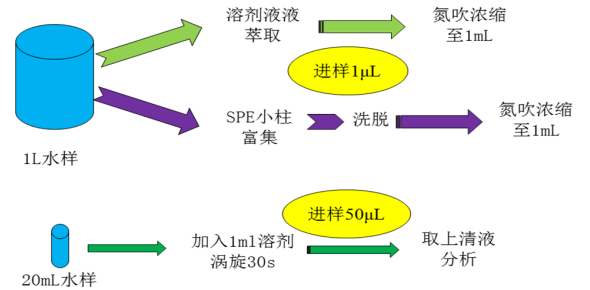 溶剂液液
萃取
氮吹浓缩
至1mL
进样1μL
SPE小柱
富集
洗脱
氮吹浓缩
至1mL
1L水样
进样50μL
加入1ml溶剂
涡旋30s
取上清液
分析
20mL水样